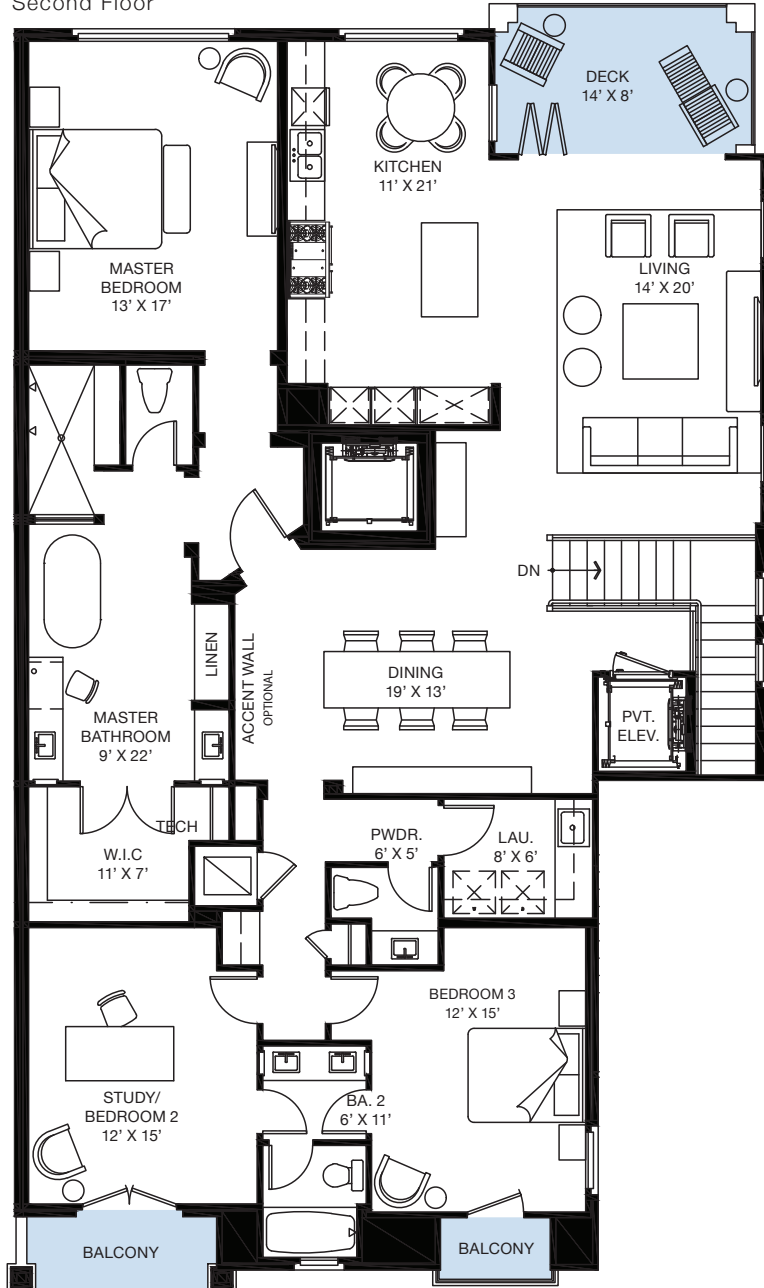 Second Floor
DECK
14’ X 8’
KITCHEN
11’ X 21’
MASTER
BEDROOM
13’ X 17’
LIVING
14’ X 20’
DN
LINEN
ACCENT WALL
OPTIONAL
DINING
19’ X 13’
MASTER
BATHROOM
9’ X 22’
PVT.
ELEV.
TECH
W.I.C
11’ X 7’
PWDR.
6’ X 5’
LAU.
8’ X 6’
BEDROOM 3
12’ X 15’
STUDY/
BEDROOM 2
12’ X 15’
BA. 2
6’ X 11’
BALCONY
BALCONY